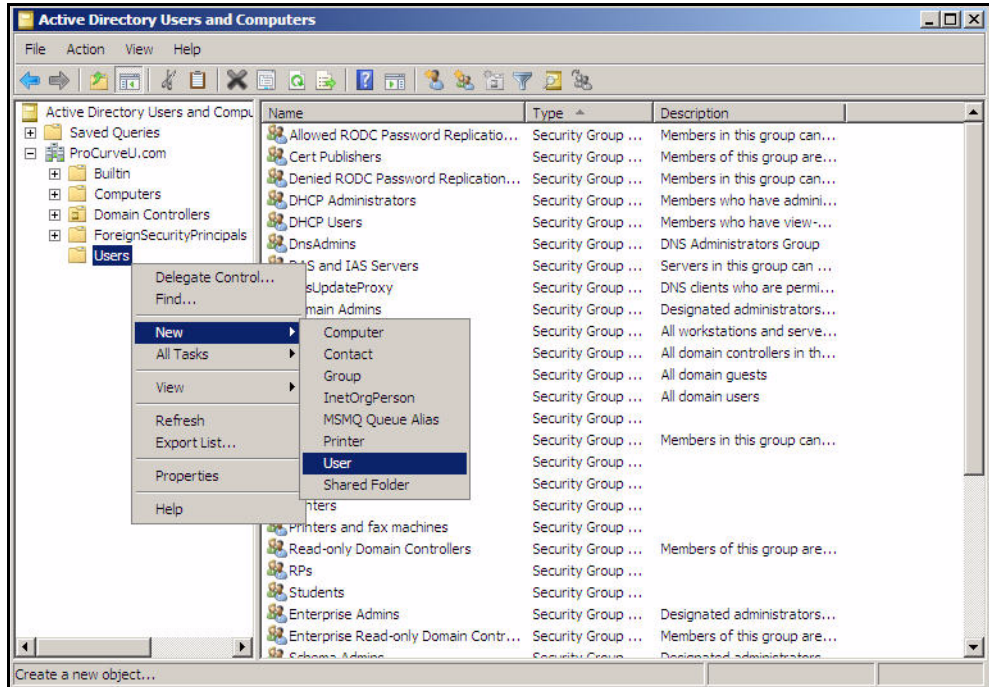 Active Directory Users and Computers
File Action View Help
Active Directory Users and Compu
Saved Queries
ProCurveU.com
Builtin
Computers
Domain Controllers
ForeignSecurityPrincipals
Users
Delegate Control...
Find...
New
All Tasks
View
Refresh
Export List...
Properties
Help
Computer
Contact
Group
InetOrgPerson
MSMQ Queue Alias
Printer
User
Shared Folder
Name Type Description
Allowed RODC Password Replicatio... Security Group ... Members in this group can...
Cert Publishers Security Group ... Members of this group are...
Denied RODC Password Replication... Security Group ... Members in this group can...
DHCP Administrators Security Group ... Members who have admini...
DHCP Users Security Group ... Members who have view-...
DnsAdmins Security Group ... DNS Administrators Group
S and IAS Servers Security Group ... Servers in this group can ...
sUpdateProxy Security Group ... DNS clients who are permi...
main Admins Security Group ... Designated administrators...
Security Group ... All workstations and serve...
Security Group ... All domain controllers in th...
Security Group ... All domain guests
Security Group ... All domain users
Security Group ...
Security Group ... Members in this group can...
Security Group ...
Security Group ...
nters Security Group ...
Printers and fax machines Security Group ...
Read-only Domain Controllers Security Group ... Members of this group are...
RPs Security Group ...
Students Security Group ...
Enterprise Admins Security Group ... Designated administrators...
Enterprise Read-only Domain Contr... Security Group ... Members of this group are...
Schema Admins Security Group Designated administrators
Create a new object...